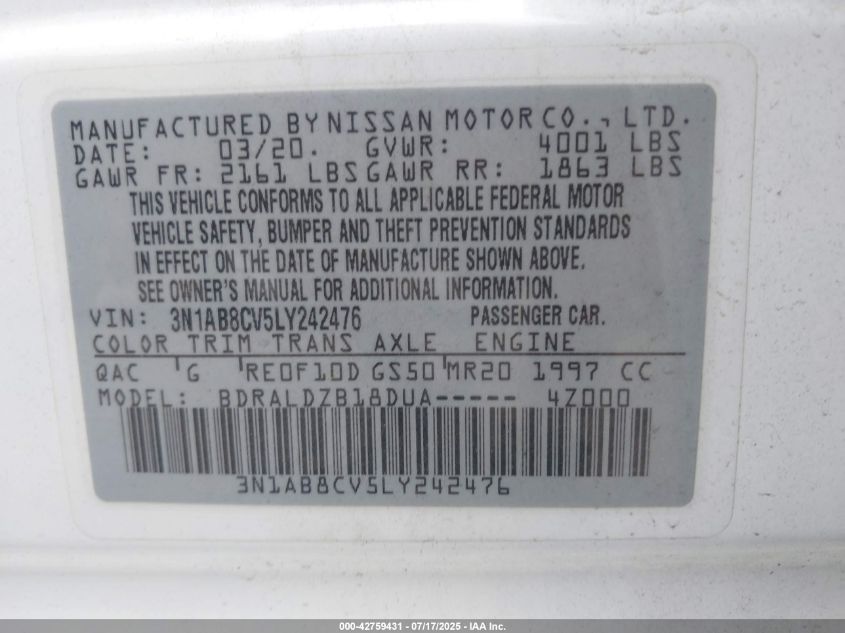 MANUFACTURED BY NISSAN MOTOR CO., LTD.
DATE: 03/20. GVWR: 4001 LBS
GAWR FR: 2161 LBS GAWR RR: 1863 LBS
THIS VEHICLE CONFORMS TO ALL APPLICABLE FEDERAL MOTOR
VEHICLE SAFETY, BUMPER AND THEFT PREVENTION STANDARDS
IN EFFECT ON THE DATE OF MANUFACTURE SHOWN ABOVE.
SEE OWNER'S MANUAL FOR ADDITIONAL INFORMATION.
VIN: 3N1AB8CV5LY242476 PASSENGER CAR.
COLOR TRIM TRANS AXLE ENGINE
QAC G RE0F10D GS50 MR20 1997 CC
MODEL: BDRALDZB18DUA----- 4Z000
3N1AB8CV5LY242476
000-42759431 - 07/17/2025 - IAA Inc.